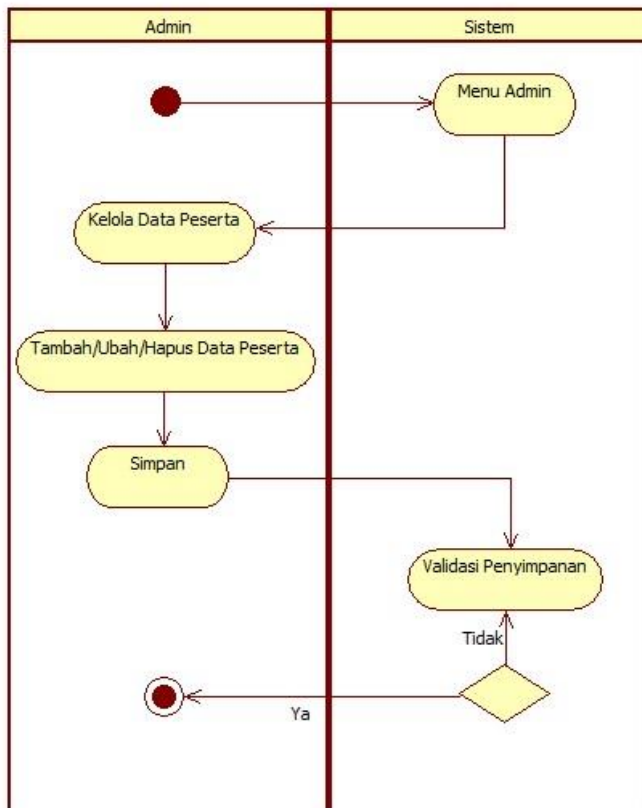 Admin
Sistem
Menu Admin
Kelola Data Peserta
Tambah/Ubah/Hapus Data Peserta
Simpan
Validasi Penyimpanan
Tidak
Ya